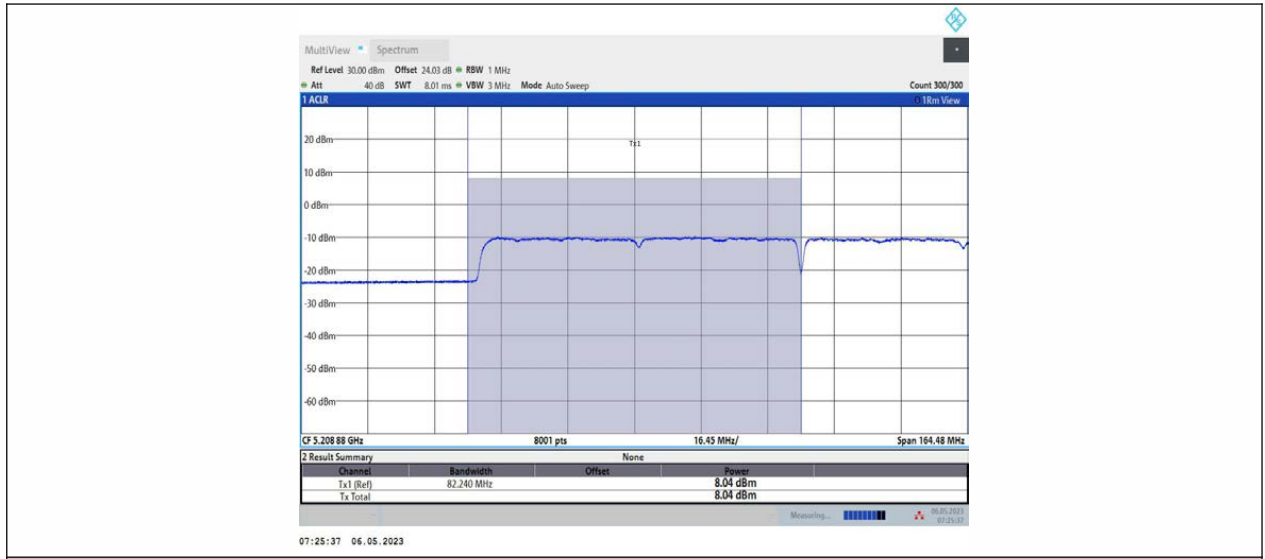 MultiView Spectrum
Ref Level 30.00 dBm Offset 24.03 dB RBW 1 MHz
Att 40 dB SWT 8.01 ms VBW 3 MHz Mode Auto Sweep Count 300/300
1 ACLR 1Rm View
20 dBm
Tx1
10 dBm
0 dBm
-10 dBm
-20 dBm
-30 dBm
-40 dBm
-50 dBm
-60 dBm
CF 5.208 88 GHz 8001 pts 16.45 MHz/ Span 164.48 MHz
2 Result Summary None
Channel Bandwidth Offset Power
Tx1 (Ref) 82.240 MHz 8.04 dBm
Tx Total 8.04 dBm
Measuring... 06.05.2023
07:25:37
07:25:37 06.05.2023